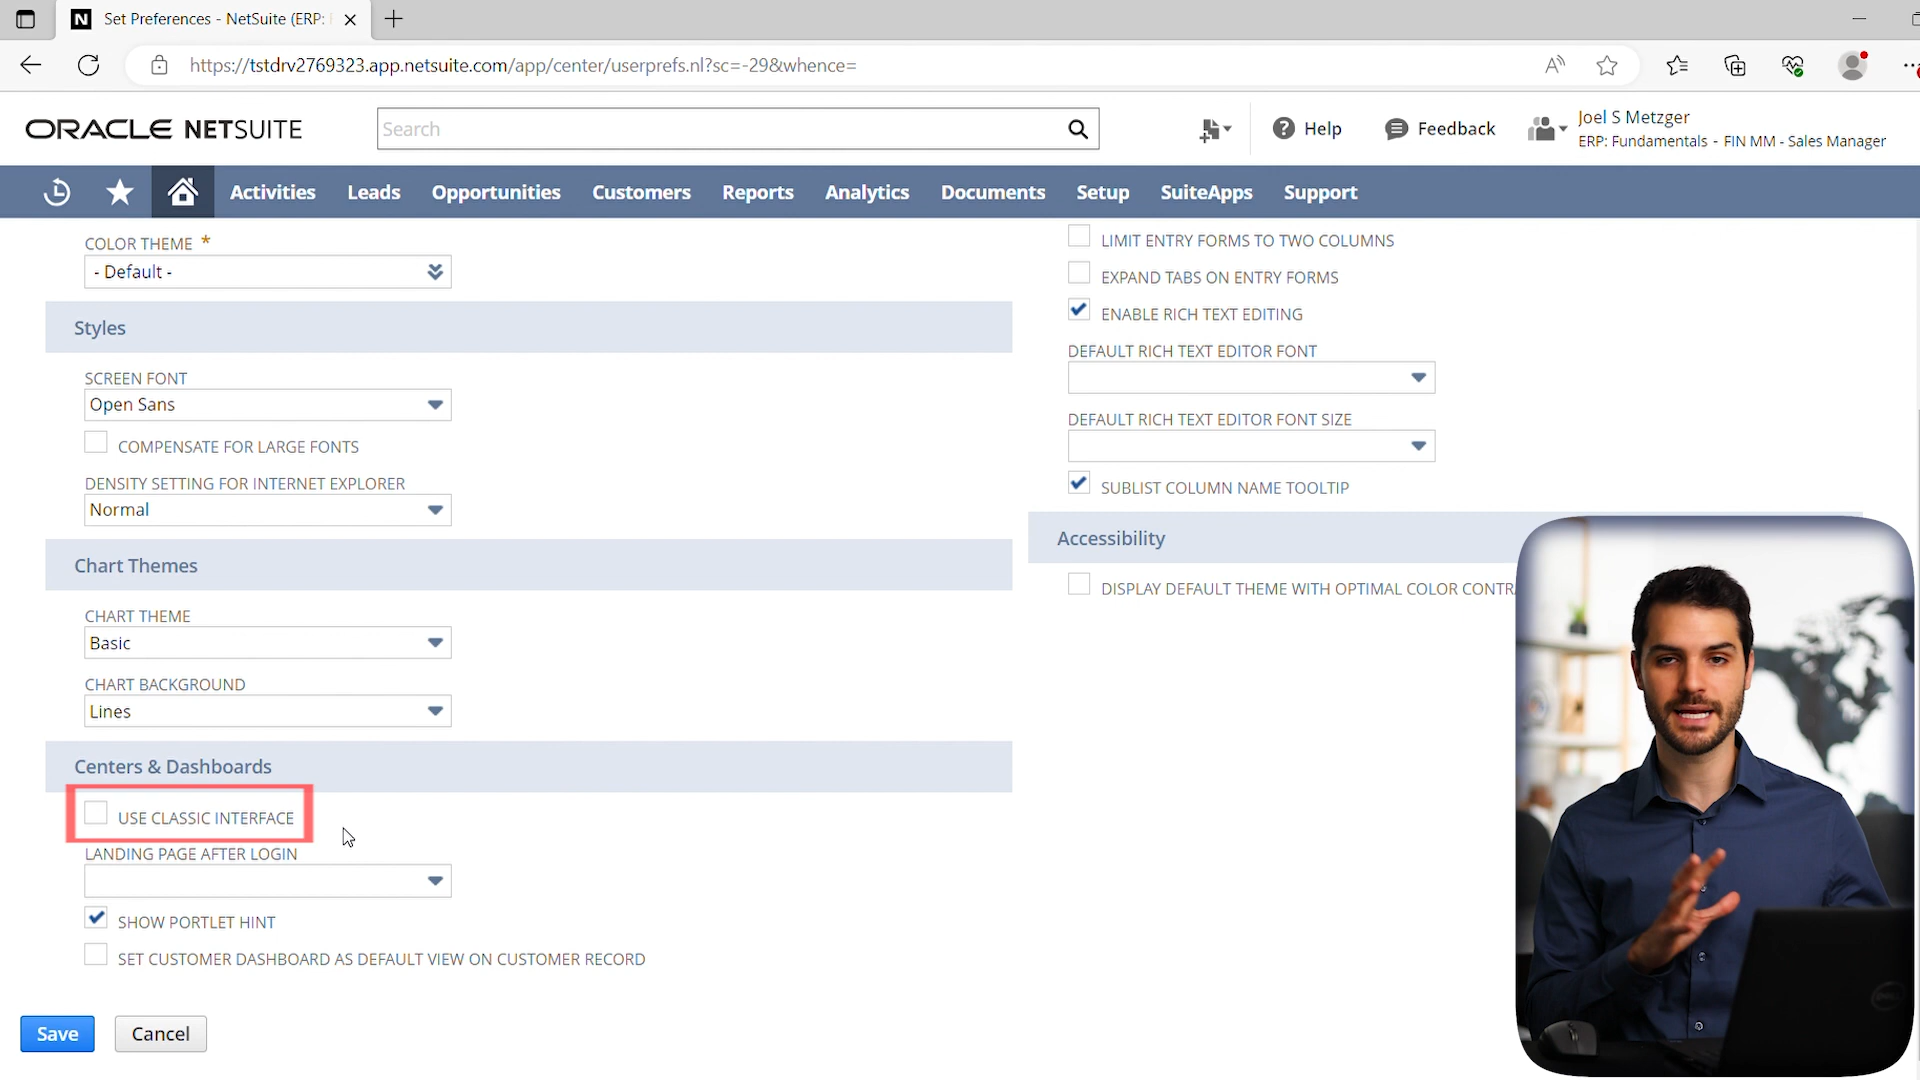 Set Preferences - NetSuite (ERP:
https://tstdrv2769323.app.netsuite.com/app/center/userprefs.nl?sc=-29&whence=
ORACLE NETSUITE
Search
Help
Feedback
Joel S Metzger
ERP: Fundamentals - FIN MM - Sales Manager
Activities
Leads
Opportunities
Customers
Reports
Analytics
Documents
Setup
SuiteApps
Support
COLOR THEME *
- Default -
Styles
SCREEN FONT
Open Sans
COMPENSATE FOR LARGE FONTS
DENSITY SETTING FOR INTERNET EXPLORER
Normal
Chart Themes
CHART THEME
Basic
CHART BACKGROUND
Lines
Centers & Dashboards
USE CLASSIC INTERFACE
LANDING PAGE AFTER LOGIN
SHOW PORTLET HINT
SET CUSTOMER DASHBOARD AS DEFAULT VIEW ON CUSTOMER RECORD
Save
Cancel
LIMIT ENTRY FORMS TO TWO COLUMNS
EXPAND TABS ON ENTRY FORMS
ENABLE RICH TEXT EDITING
DEFAULT RICH TEXT EDITOR FONT
DEFAULT RICH TEXT EDITOR FONT SIZE
SUBLIST COLUMN NAME TOOLTIP
Accessibility
DISPLAY DEFAULT THEME WITH OPTIMAL COLOR CONTR